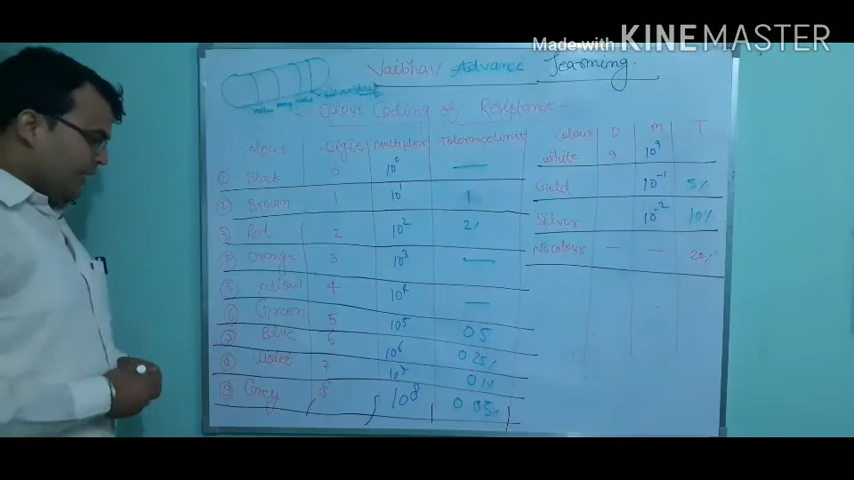 Made with KINEMASTER
Vaibhav Advance Learning
Colour Coding of Resistance
Colour Digit Multiplier Tolerance limit
① Black 0 10⁰ —
② Brown 1 10¹ 1
③ Red 2 10² 2%
④ Orange 3 10³ —
⑤ Yellow 4 10⁴ —
⑥ Green 5 10⁵ 0 5
⑦ Blue 6 10⁶ 0 25%
⑧ Violet 7 10⁷ 0 1%
⑨ Grey 8 10⁸ 0 05%
Colour D M T
white 9 10⁹
Gold 10⁻¹ 5%
Silver 10⁻² 10%
No colour — — 20%